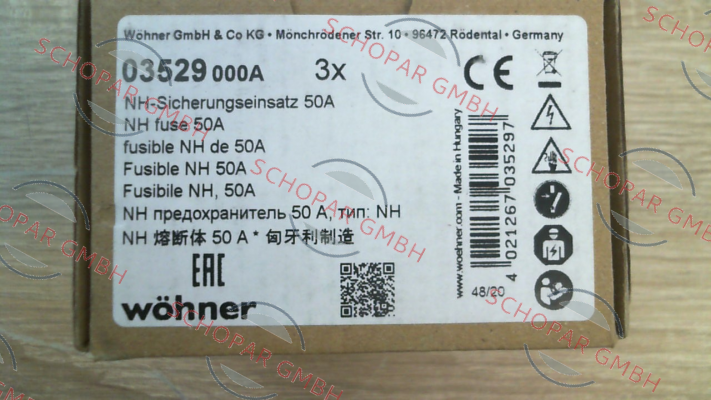 Wöhner GmbH & Co KG • Mönchrödener Str. 10 • 96472 Rödental • Germany
03529 000A 3x
CE
NH-Sicherungseinsatz 50A
NH fuse 50A
fusible NH de 50A
Fusible NH 50A
Fusibile NH, 50A
NH предохранитель 50 А, тип: NH
NH 熔断体 50 A * 匈牙利制造
EAC
wöhner
www.woehner.com - Made in Hungary
4 021267 035297
48/20
SCHOPAR GMBH
SCHOPAR GMBH
SCHOPAR GMBH
SCHOPAR GMBH
SCHOPAR GMBH
SCHOPAR GMBH